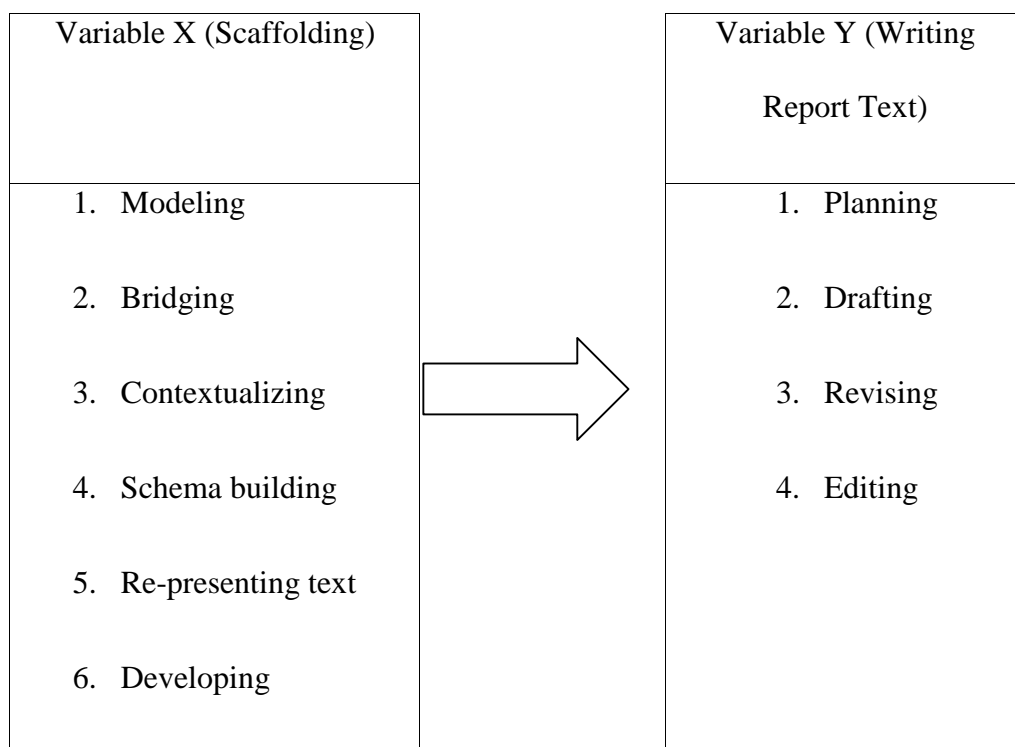 Variable X (Scaffolding)
1. Modeling
2. Bridging
3. Contextualizing
4. Schema building
5. Re-presenting text
6. Developing
Variable Y (Writing
Report Text)
1. Planning
2. Drafting
3. Revising
4. Editing